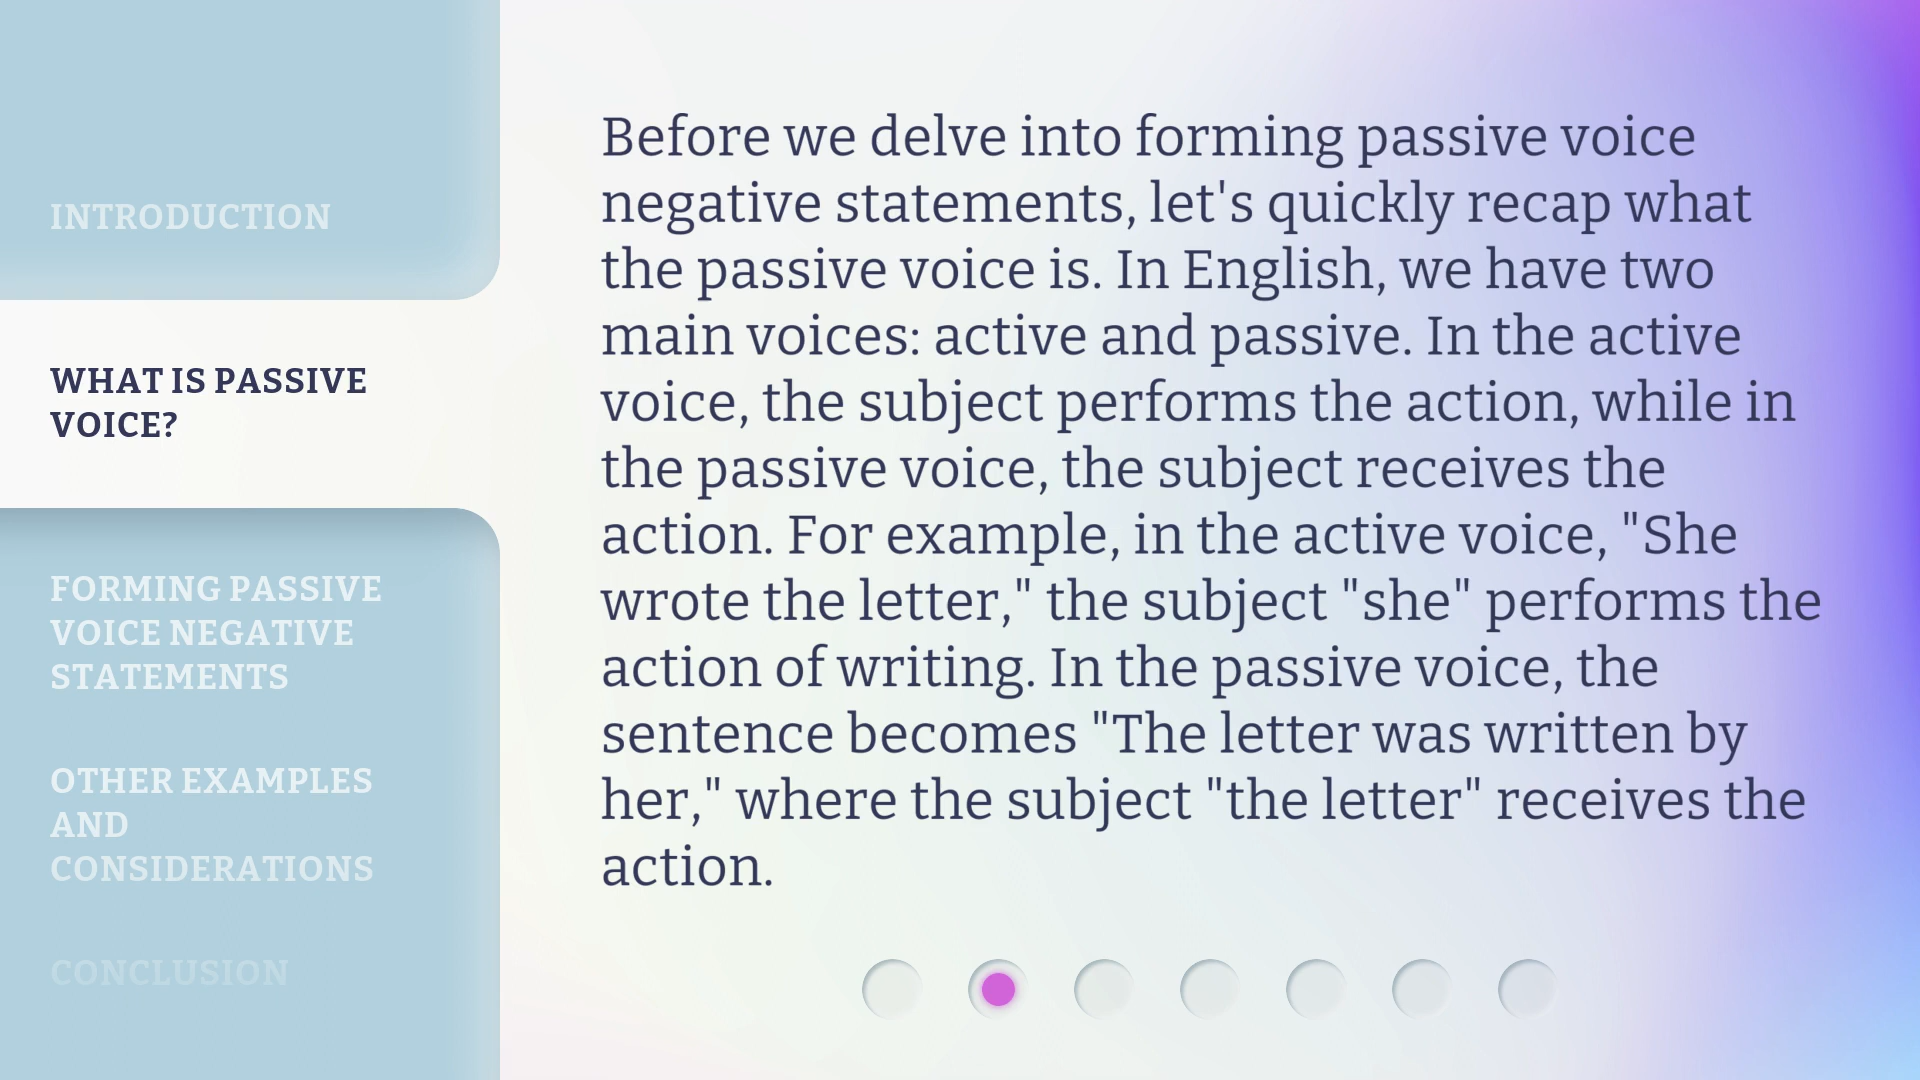 INTRODUCTION
WHAT IS PASSIVE
VOICE?
FORMING PASSIVE
VOICE NEGATIVE
STATEMENTS
OTHER EXAMPLES
AND
CONSIDERATIONS
CONCLUSION
Before we delve into forming passive voice
negative statements, let's quickly recap what
the passive voice is. In English, we have two
main voices: active and passive. In the active
voice, the subject performs the action, while in
the passive voice, the subject receives the
action. For example, in the active voice, "She
wrote the letter," the subject "she" performs the
action of writing. In the passive voice, the
sentence becomes "The letter was written by
her," where the subject "the letter" receives the
action.